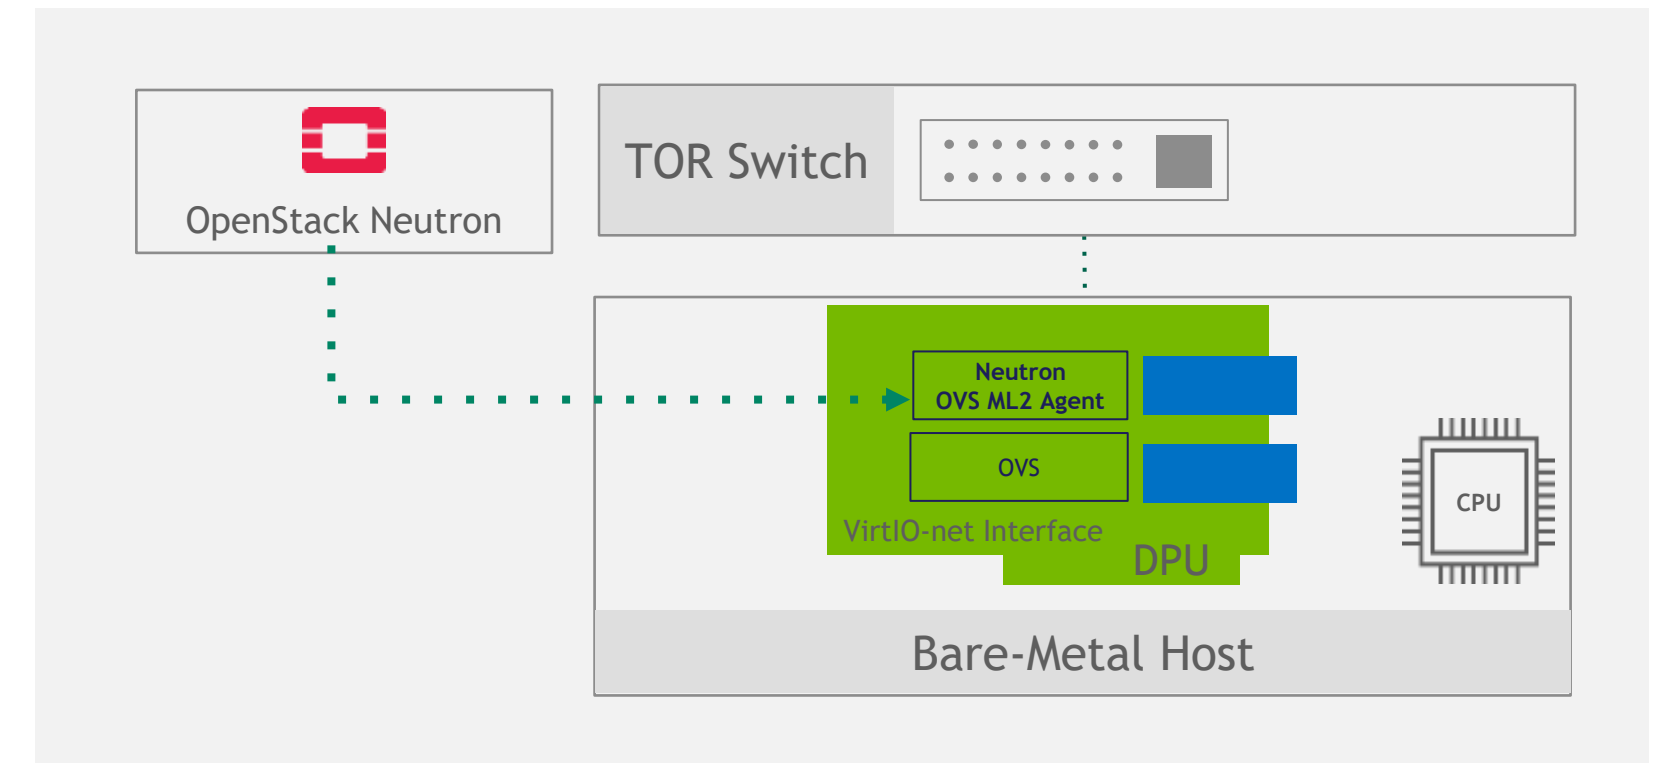 OpenStack Neutron
TOR Switch
Neutron
OVS ML2 Agent
OVS
VirtIO-net Interface
DPU
CPU
Bare-Metal Host